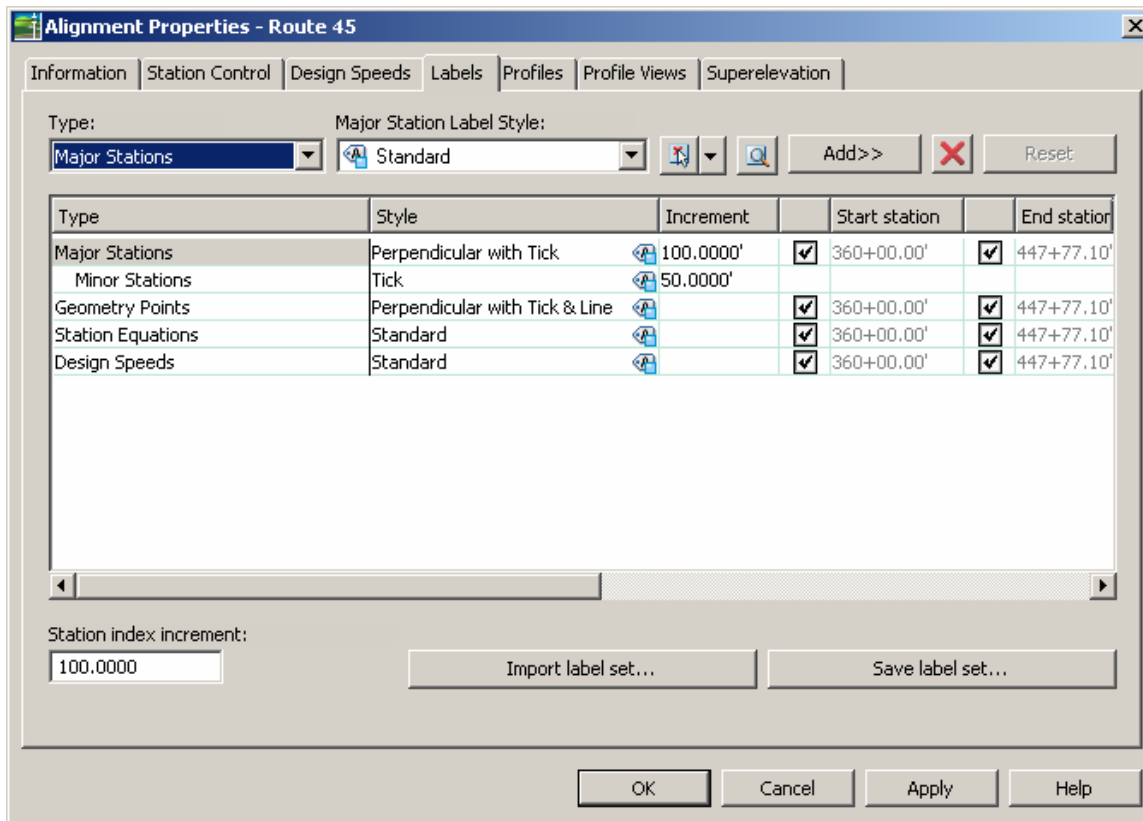 Alignment Properties - Route 45
Information Station Control Design Speeds Labels Profiles Profile Views Superelevation
Type: Major Station Label Style:
Major Stations Standard Add>> Reset
Type Style Increment Start station End station
Major Stations Perpendicular with Tick 100.0000' 360+00.00' 447+77.10'
Minor Stations Tick 50.0000'
Geometry Points Perpendicular with Tick & Line 360+00.00' 447+77.10'
Station Equations Standard 360+00.00' 447+77.10'
Design Speeds Standard 360+00.00' 447+77.10'
Station index increment:
100.0000 Import label set... Save label set...
OK Cancel Apply Help